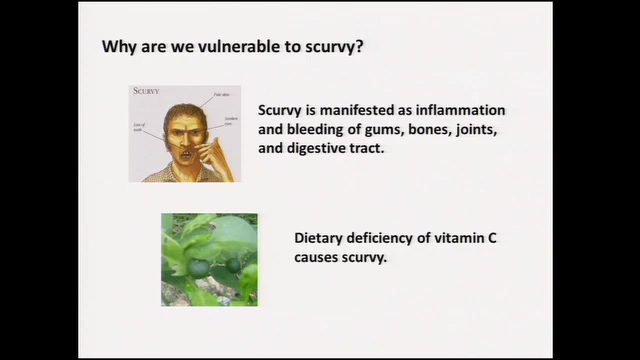 Why are we vulnerable to scurvy?
SCURVY
Pale skin
Sunken eyes
Loss of teeth
Scurvy is manifested as inflammation
and bleeding of gums, bones, joints,
and digestive tract.
Dietary deficiency of vitamin C
causes scurvy.